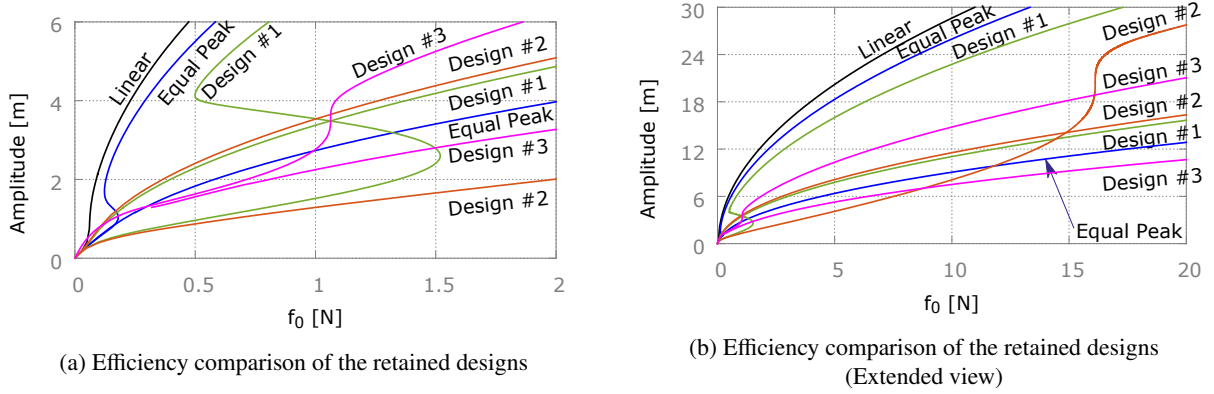 6
4
2
0
Amplitude [m]
Linear
Equal Peak
Design #1
Design #3
Design #2
Design #1
Equal Peak
Design #3
Design #2
0
0.5
1
1.5
2
f₀ [N]
(a) Efficiency comparison of the retained designs
30
24
18
12
6
0
Amplitude [m]
Linear
Equal Peak
Design #1
Design #2
Design #3
Design #2
Design #1
Design #3
Equal Peak
0
5
10
15
20
f₀ [N]
(b) Efficiency comparison of the retained designs
(Extended view)